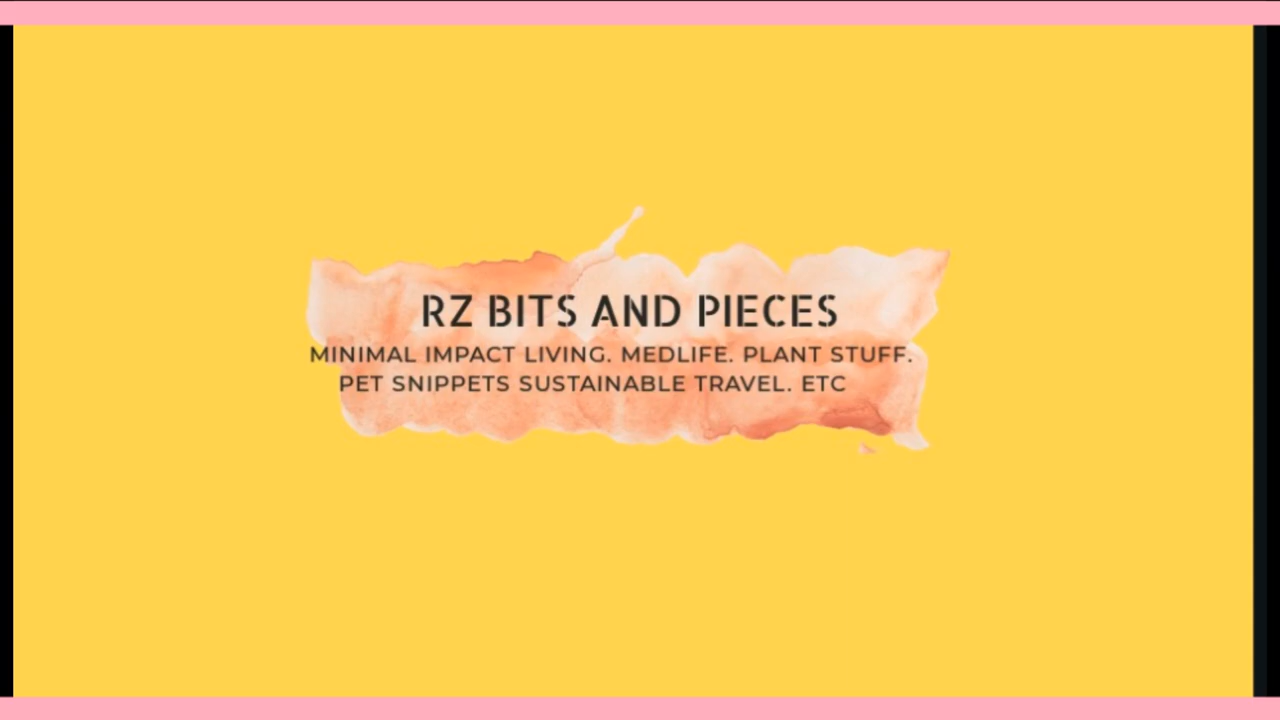 RZ BITS AND PIECES
MINIMAL IMPACT LIVING. MEDLIFE. PLANT STUFF.
PET SNIPPETS SUSTAINABLE TRAVEL. ETC